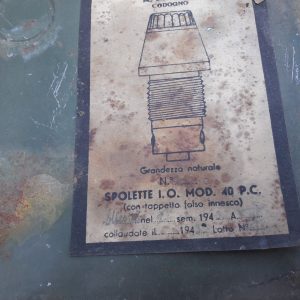 CODOGNO
Grandezza naturale
N.
SPOLETTE I.O. MOD. 40 P.C.
(con tappetto falso innesco)
nel sem. 194 A.
collaudate il 194 Lotto N.